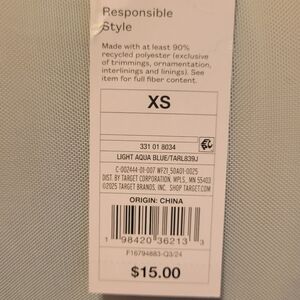 Responsible
Style
Made with at least 90%
recycled polyester (exclusive
of trimmings, ornamentation,
interlinings and linings). See
item for full fiber content.
XS
331 01 8034
LIGHT AQUA BLUE/TARL839J
C-002444-01-007 WFZ1_50A01-0025
DIST. BY TARGET CORPORATION, MPLS., MN 55403
©2025 TARGET BRANDS, INC. SHOP TARGET.COM
ORIGIN: CHINA
1 98420 36213 3
F16794883-Q3/24
$15.00